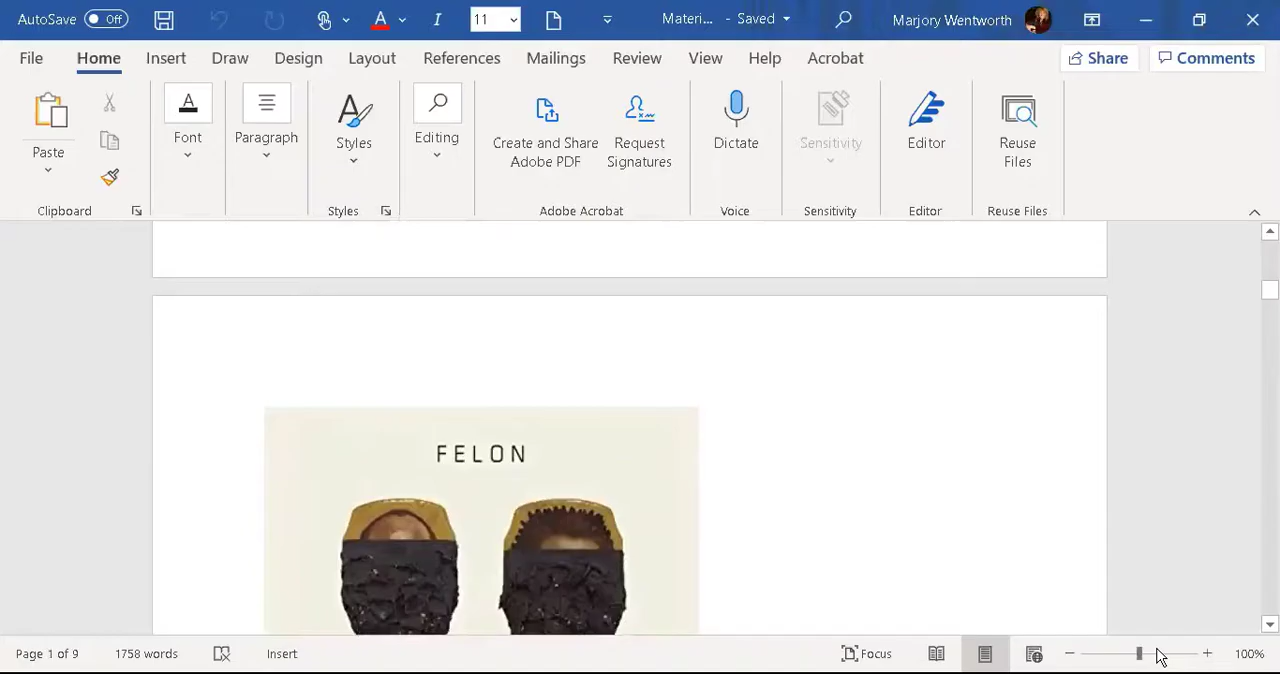 AutoSave Off A I 11 Materi... - Saved Marjory Wentworth
File Home Insert Draw Design Layout References Mailings Review View Help Acrobat Share Comments
Paste
Clipboard
A
Font
Paragraph
Styles
Styles
Editing
Create and Share
Adobe PDF
Request
Signatures
Adobe Acrobat
Dictate
Voice
Sensitivity
Sensitivity
Editor
Editor
Reuse
Files
Reuse Files
FELON
Page 1 of 9 1758 words Insert Focus 100%